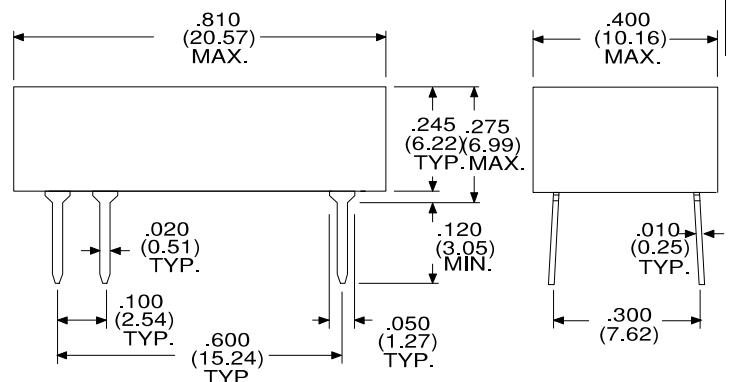 .810
(20.57)
MAX.
.400
(10.16)
MAX.
.245
(6.22)
TYP.
.275
(6.99)
MAX.
.020
(0.51)
TYP.
.120
(3.05)
MIN.
.010
(0.25)
TYP.
.100
(2.54)
TYP.
.600
(15.24)
TYP
.050
(1.27)
TYP.
.300
(7.62)